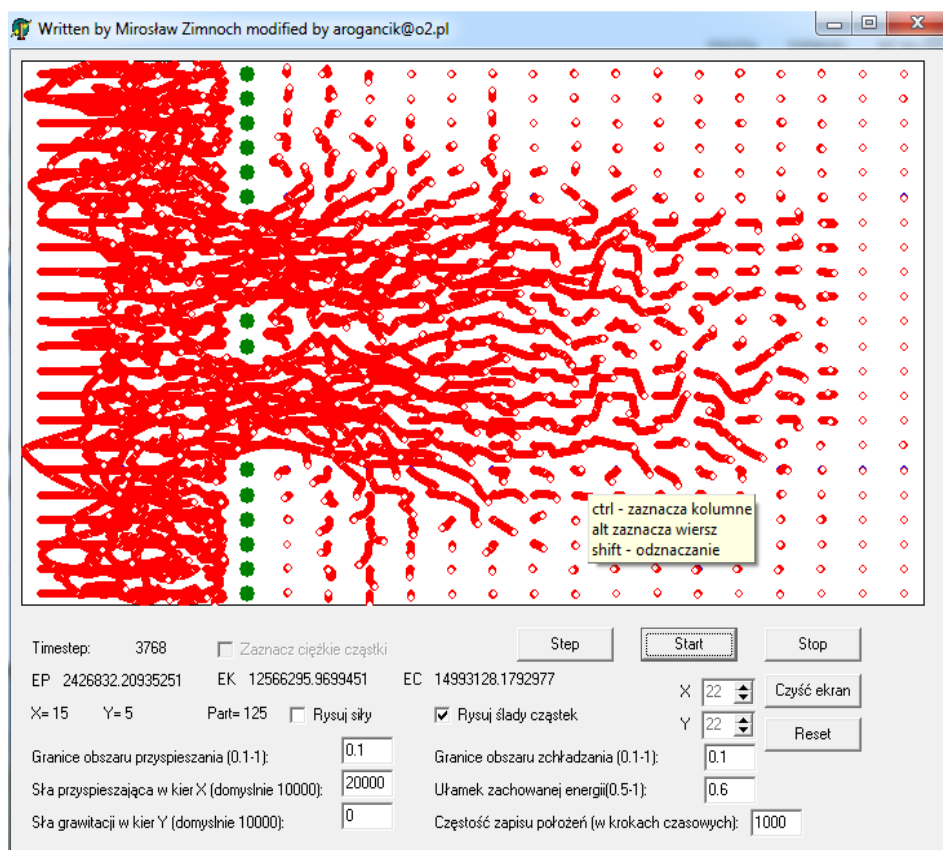 Written by Mirosław Zimnoch modified by arogancik@o2.pl
ctrl - zaznacza kolumne
alt zaznacza wiersz
shift - odznaczanie
Timestep: 3768 Zaznacz ciężkie cząstki Step Start Stop
EP 2426832.20935251 EK 12566295.9699451 EC 14993128.1792977 X 22 Czyść ekran
X= 15 Y= 5 Part= 125 Rysuj siły Rysuj ślady cząstek Y 22 Reset
Granice obszaru przyspieszania (0.1-1): 0.1 Granice obszaru zchładzania (0.1-1): 0.1
Sła przyspieszająca w kier X (domyslnie 10000): 20000 Ułamek zachowanej energii(0.5-1): 0.6
Sła grawitacji w kier Y (domyslnie 10000): 0 Częstość zapisu położeń (w krokach czasowych): 1000